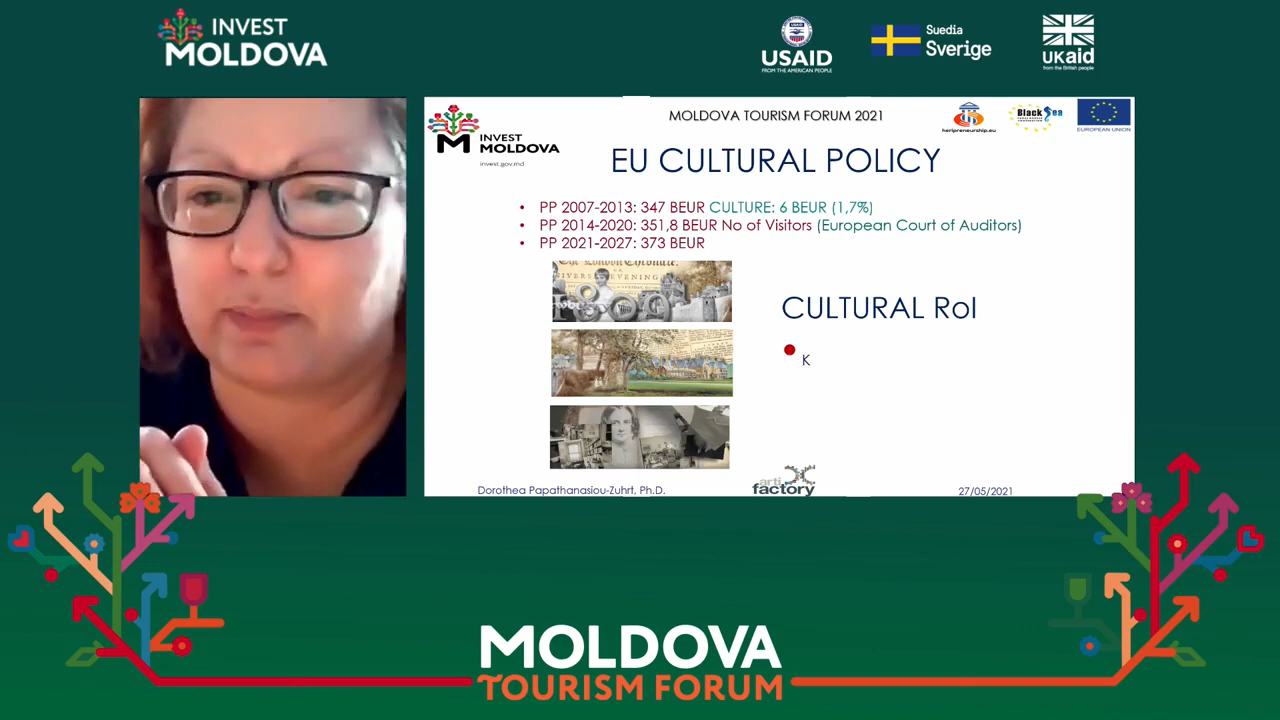 INVEST
MOLDOVA
USAID
FROM THE AMERICAN PEOPLE
Suedia
Sverige
UKaid
from the British people
INVEST
MOLDOVA
invest.gov.md
MOLDOVA TOURISM FORUM 2021
heripreneurship.eu
Black Sea
EUROPEAN UNION
EU CULTURAL POLICY
• PP 2007-2013: 347 BEUR CULTURE: 6 BEUR (1,7%)
• PP 2014-2020: 351,8 BEUR No of Visitors (European Court of Auditors)
• PP 2021-2027: 373 BEUR
The London Chronicle.
CULTURAL RoI
K
Dorothea Papathanasiou-Zuhrt, Ph.D.
arti
factory
27/05/2021
MOLDOVA
TOURISM FORUM